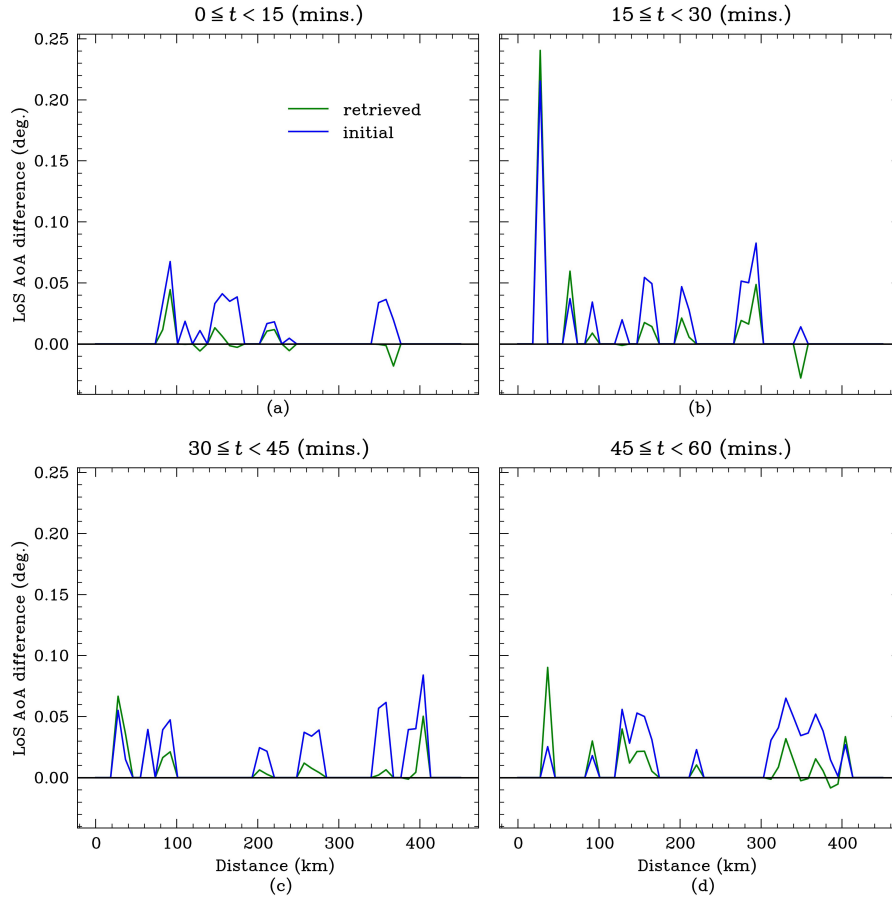 0 ≦ t < 15 (mins.)
15 ≦ t < 30 (mins.)
0.25
0.20
0.15
0.10
0.05
0.00
LoS AoA difference (deg.)
retrieved
initial
(a)
(b)
30 ≦ t < 45 (mins.)
45 ≦ t < 60 (mins.)
0.25
0.20
0.15
0.10
0.05
0.00
LoS AoA difference (deg.)
0 100 200 300 400
0 100 200 300 400
Distance (km)
Distance (km)
(c)
(d)